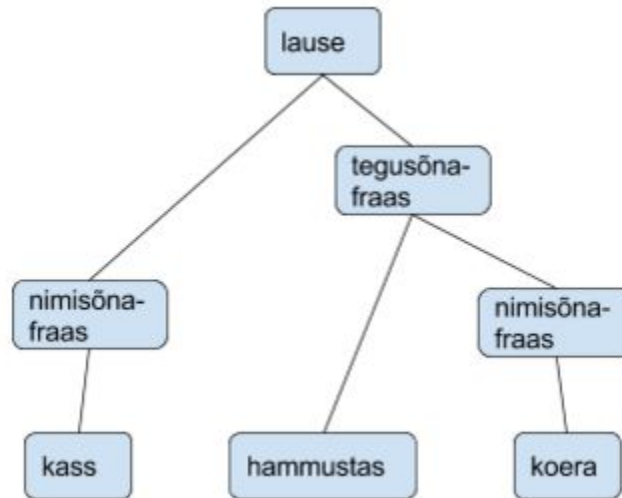 lause
tegusõna-
fraas
nimisõna-
fraas
nimisõna-
fraas
kass
hammustas
koera